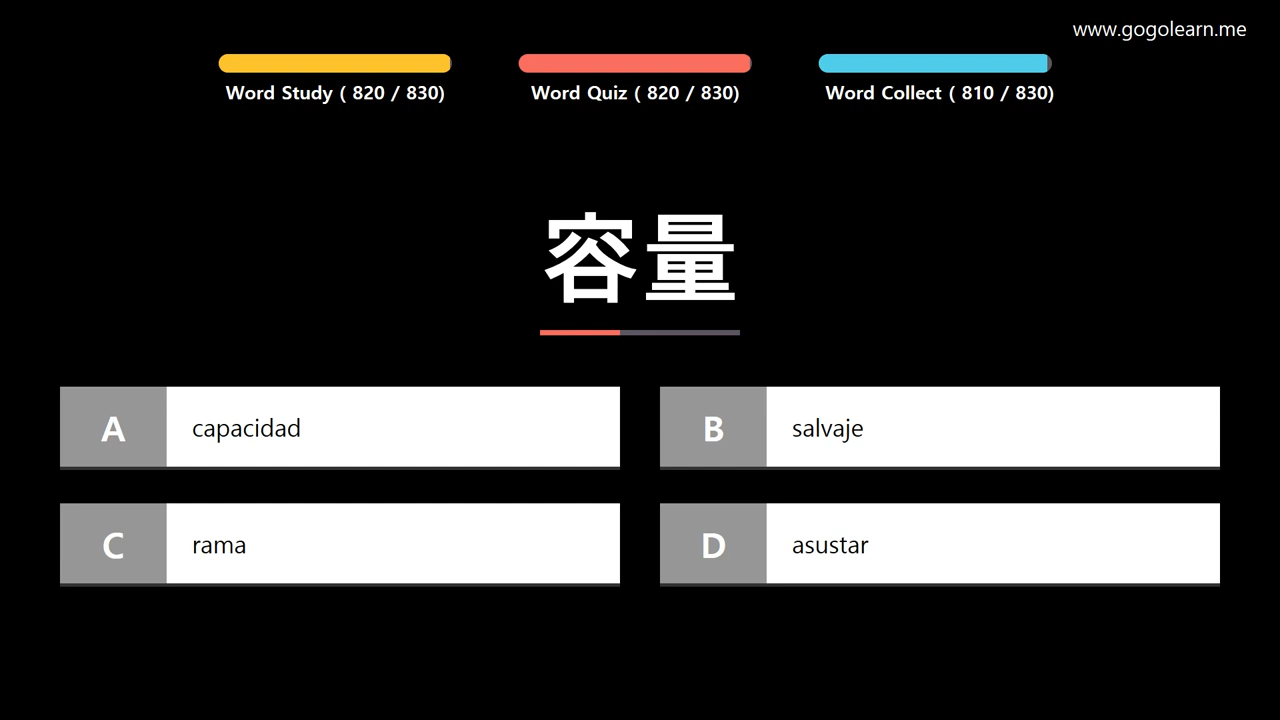 www.gogolearn.me
Word Study ( 820 / 830)
Word Quiz ( 820 / 830)
Word Collect ( 810 / 830)
容量
A capacidad
B salvaje
C rama
D asustar